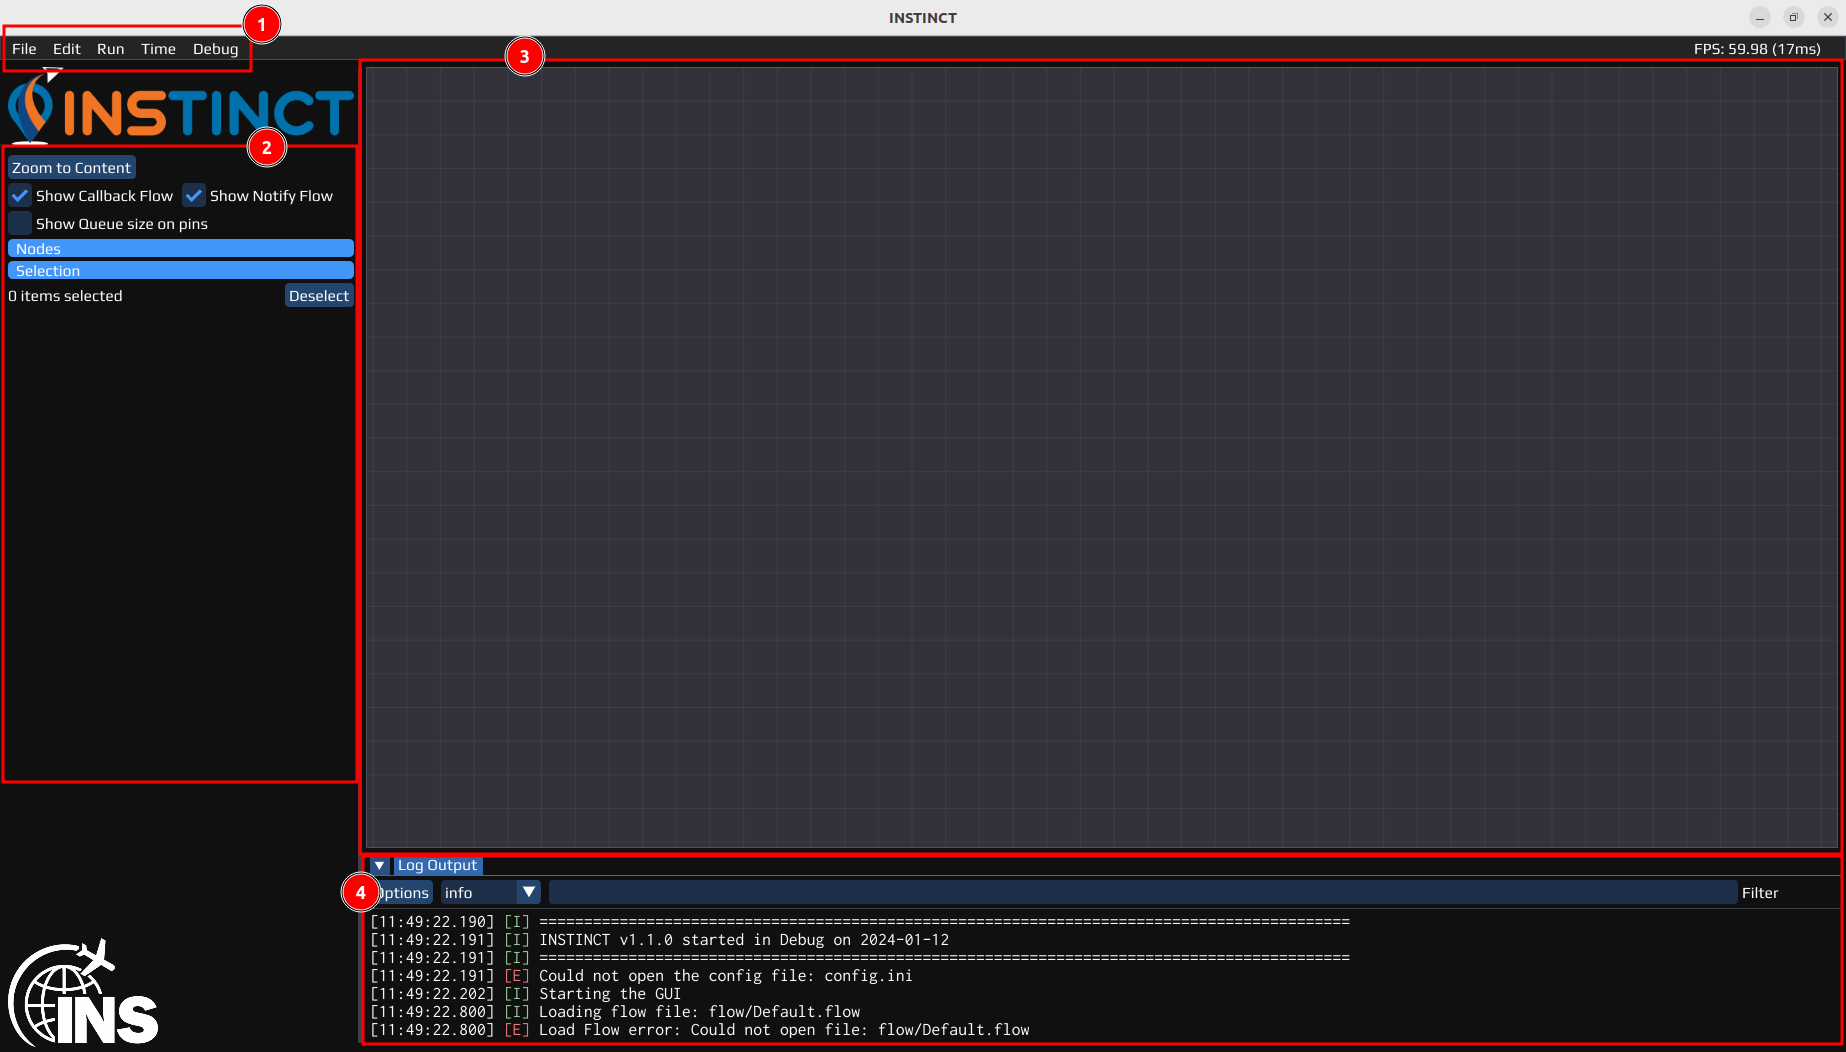 INSTINCT
1
File Edit Run Time Debug
3
FPS: 59.98 (17ms)
INSTINCT
2
Zoom to Content
Show Callback Flow Show Notify Flow
Show Queue size on pins
Nodes
Selection
0 items selected Deselect
Log Output
4 ptions info Filter
[11:49:22.190] [I] ===========================================================================================
[11:49:22.191] [I] INSTINCT v1.1.0 started in Debug on 2024-01-12
[11:49:22.191] [I] ===========================================================================================
[11:49:22.191] [E] Could not open the config file: config.ini
[11:49:22.202] [I] Starting the GUI
[11:49:22.800] [I] Loading flow file: flow/Default.flow
[11:49:22.800] [E] Load Flow error: Could not open file: flow/Default.flow
INS